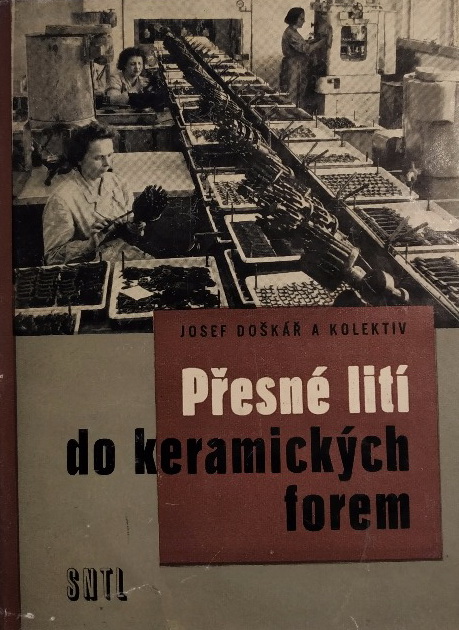 JOSEF DOŠKÁŘ A KOLEKTIV
Přesné lití
do keramických
forem
SNTL